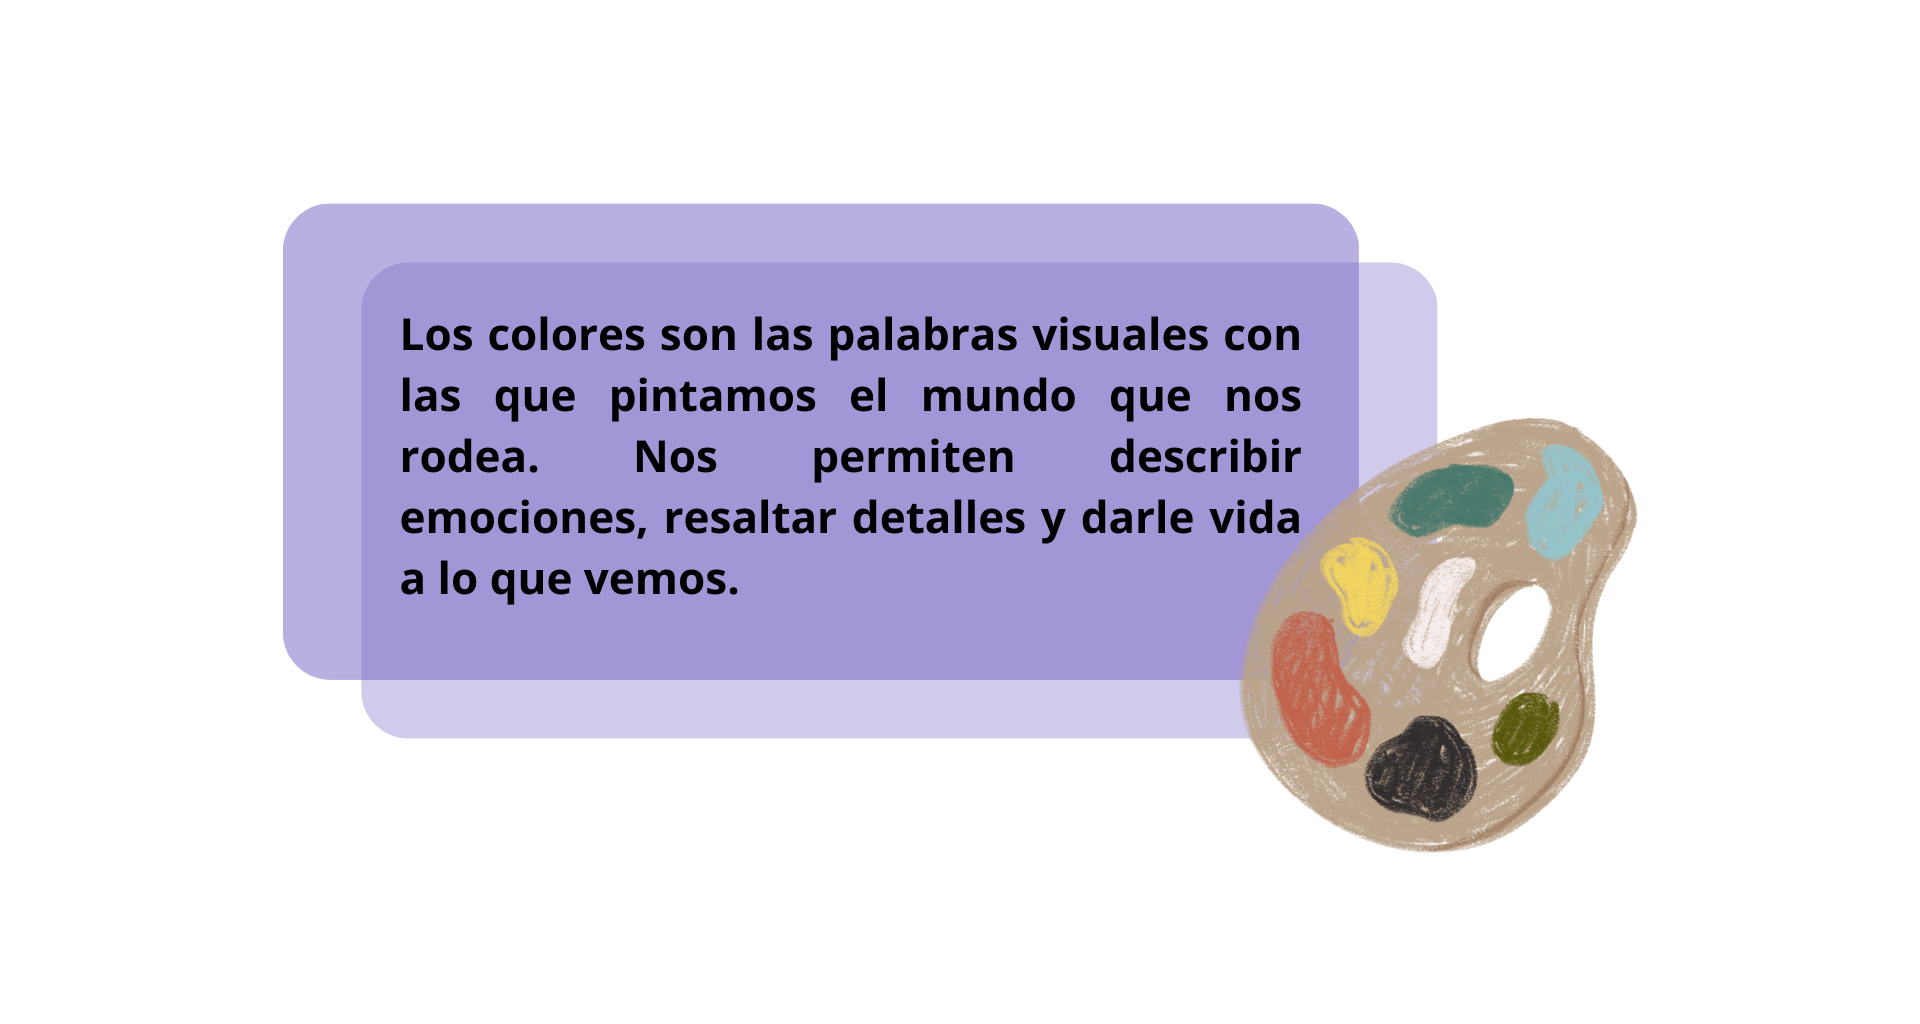 Los colores son las palabras visuales con
las que pintamos el mundo que nos
rodea. Nos permiten describir
emociones, resaltar detalles y darle vida
a lo que vemos.